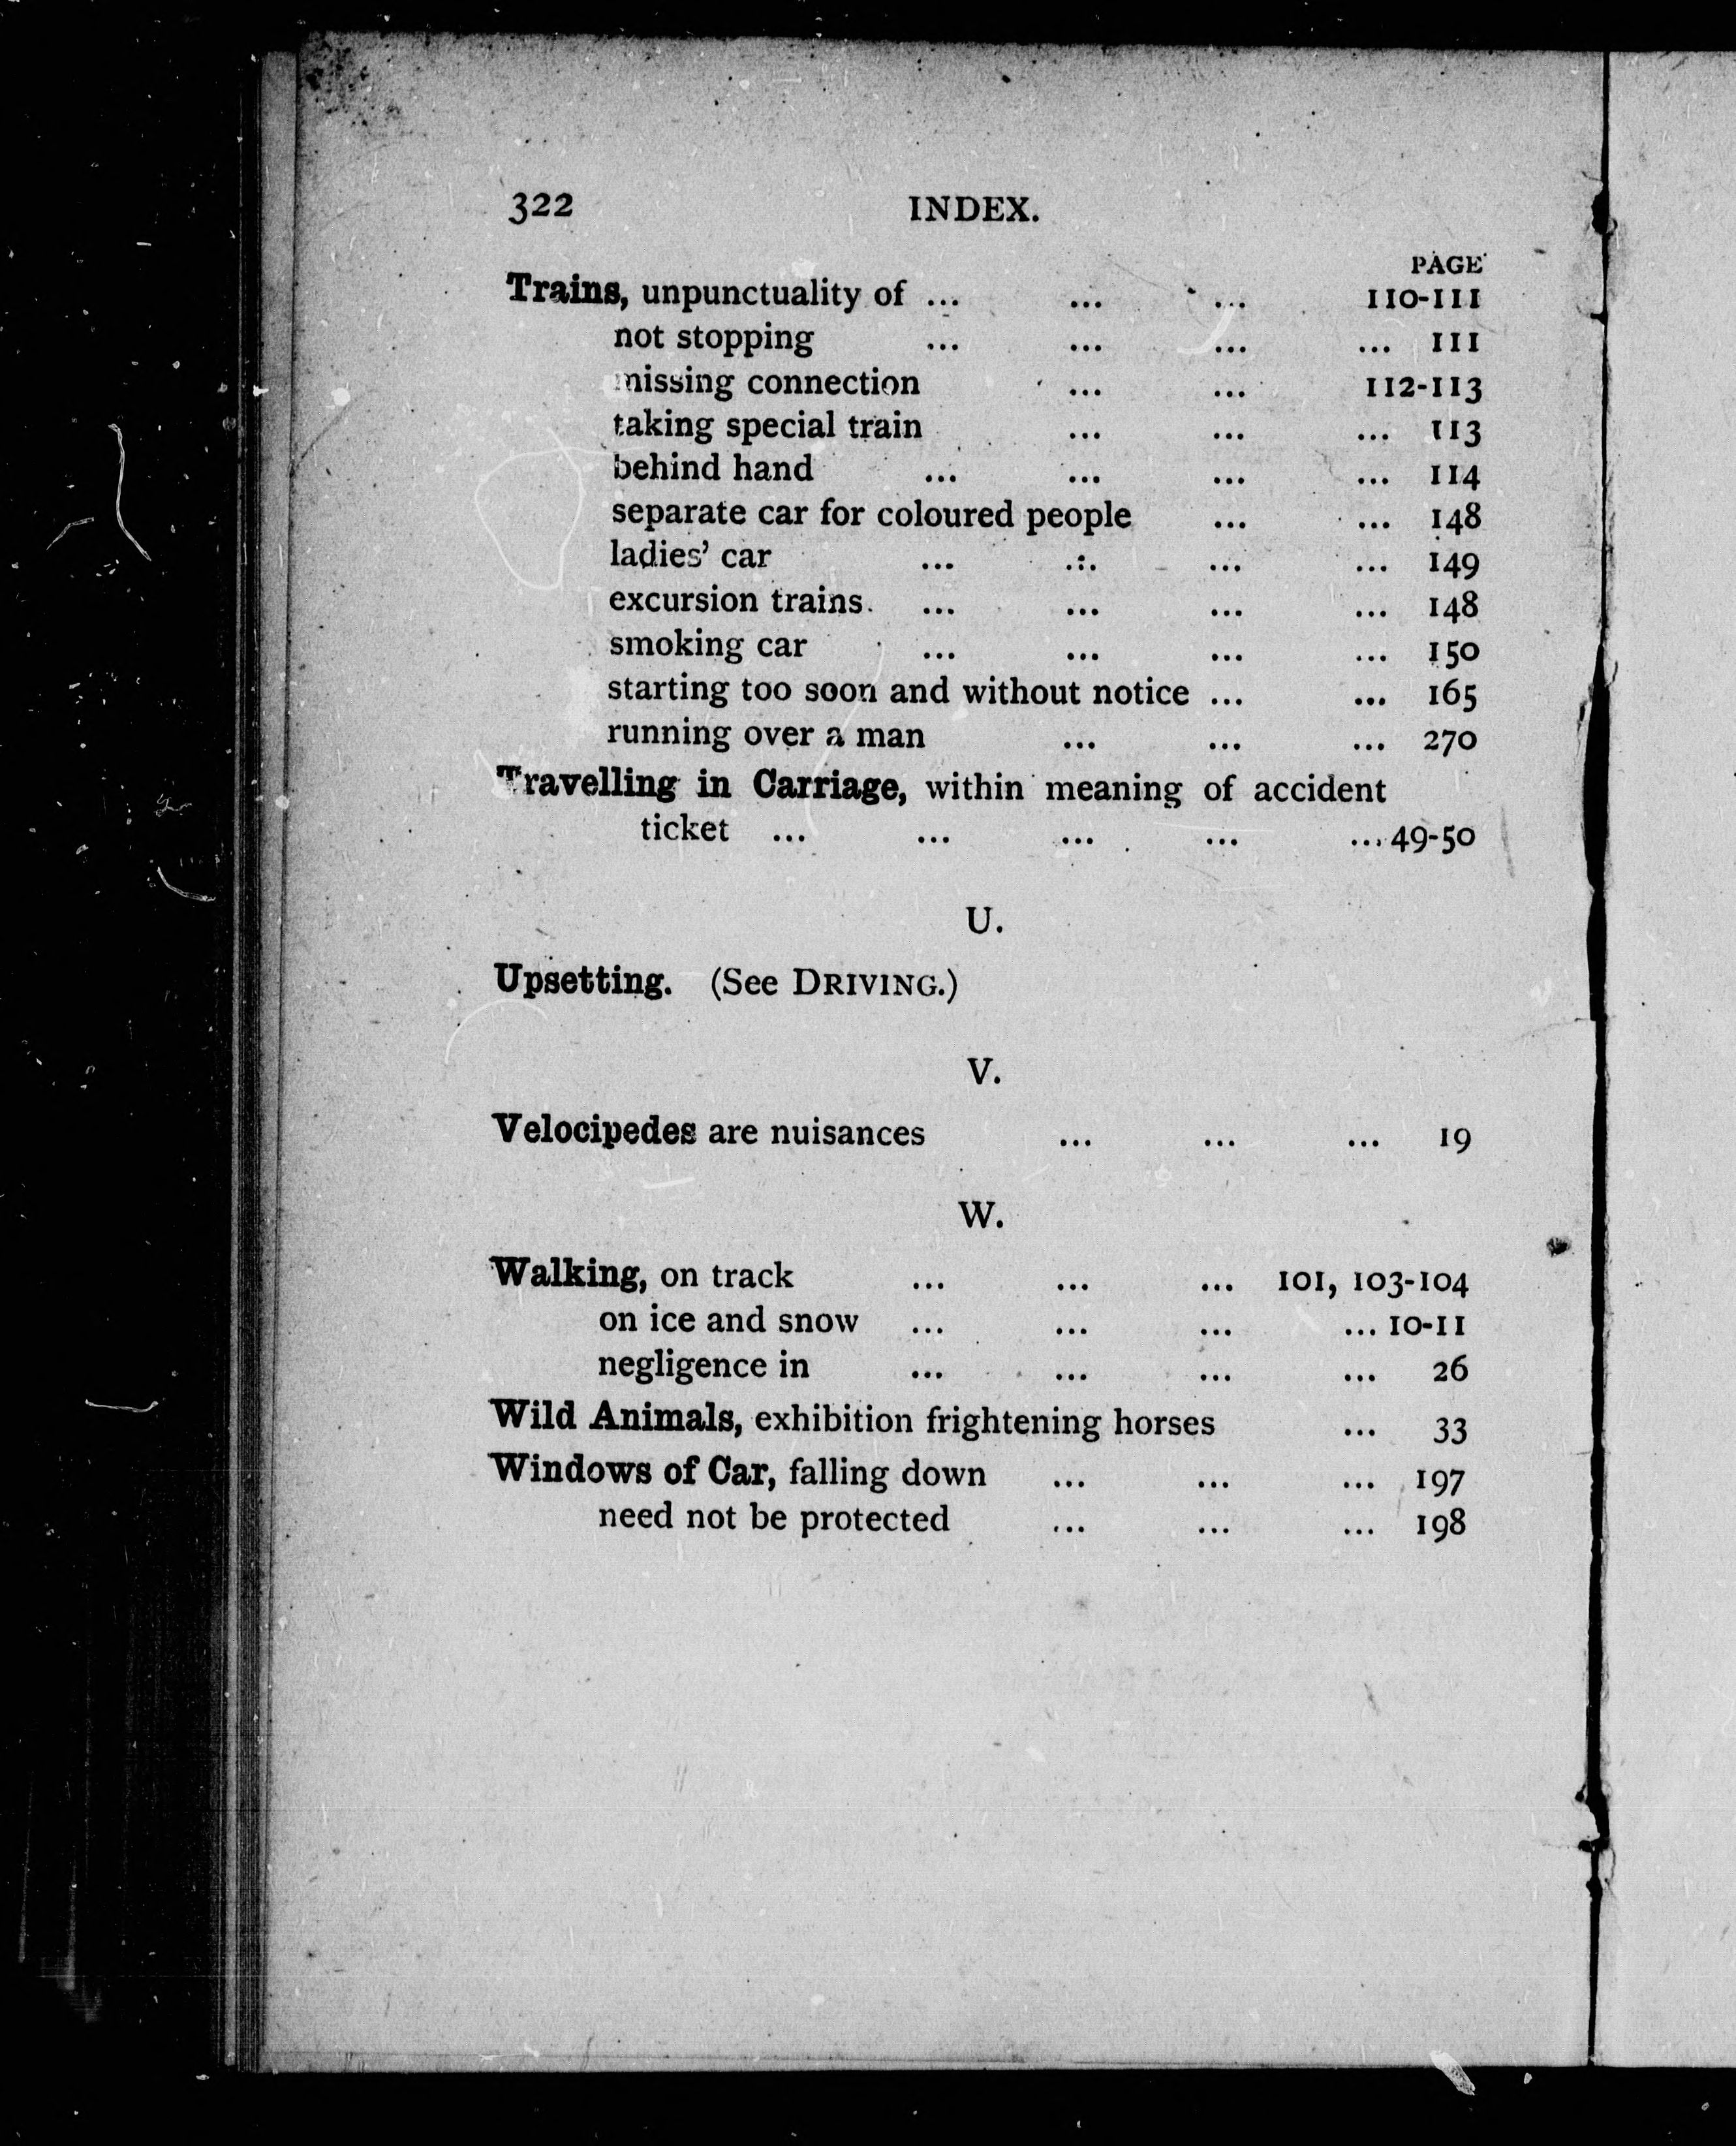 322 INDEX.
PAGE
Trains, unpunctuality of ... ... ... 110-111
not stopping ... ... ... ... 111
missing connection ... ... 112-113
taking special train ... ... ... 113
behind hand ... ... ... ... 114
separate car for coloured people ... ... 148
ladies' car ... ... ... ... 149
excursion trains. ... ... ... ... 148
smoking car ... ... ... ... 150
starting too soon and without notice ... ... 165
running over a man ... ... ... 270
Travelling in Carriage, within meaning of accident
ticket ... ... ... ... ... 49-50
U.
Upsetting. (See DRIVING.)
V.
Velocipedes are nuisances ... ... ... 19
W.
Walking, on track ... ... ... 101, 103-104
on ice and snow ... ... ... ... 10-11
negligence in ... ... ... ... 26
Wild Animals, exhibition frightening horses ... 33
Windows of Car, falling down ... ... ... 197
need not be protected ... ... ... 198